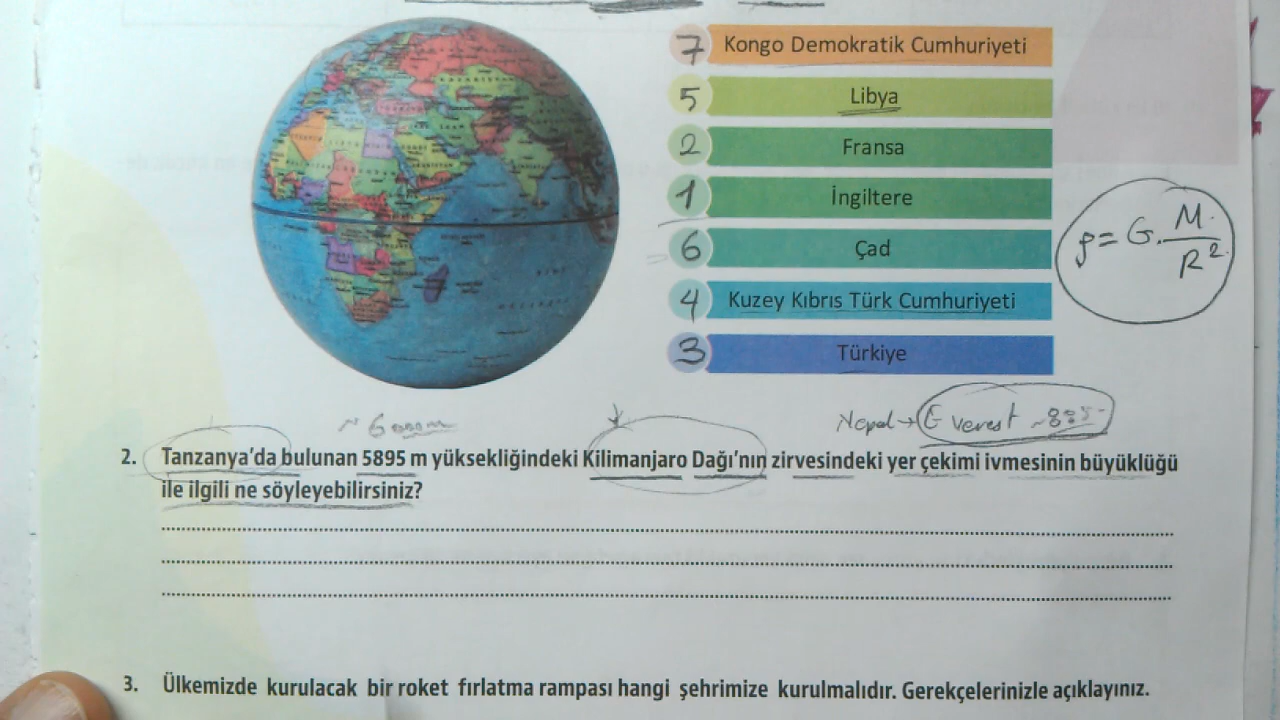 7 Kongo Demokratik Cumhuriyeti
5 Libya
2 Fransa
1 İngiltere
6 Çad
4 Kuzey Kıbrıs Türk Cumhuriyeti
3 Türkiye
g = G. M / R²
~ 6000m
Nepal → Everest
2. Tanzanya'da bulunan 5895 m yüksekliğindeki Kilimanjaro Dağı'nın zirvesindeki yer çekimi ivmesinin büyüklüğü
ile ilgili ne söyleyebilirsiniz?
3. Ülkemizde kurulacak bir roket fırlatma rampası hangi şehrimize kurulmalıdır. Gerekçelerinizle açıklayınız.